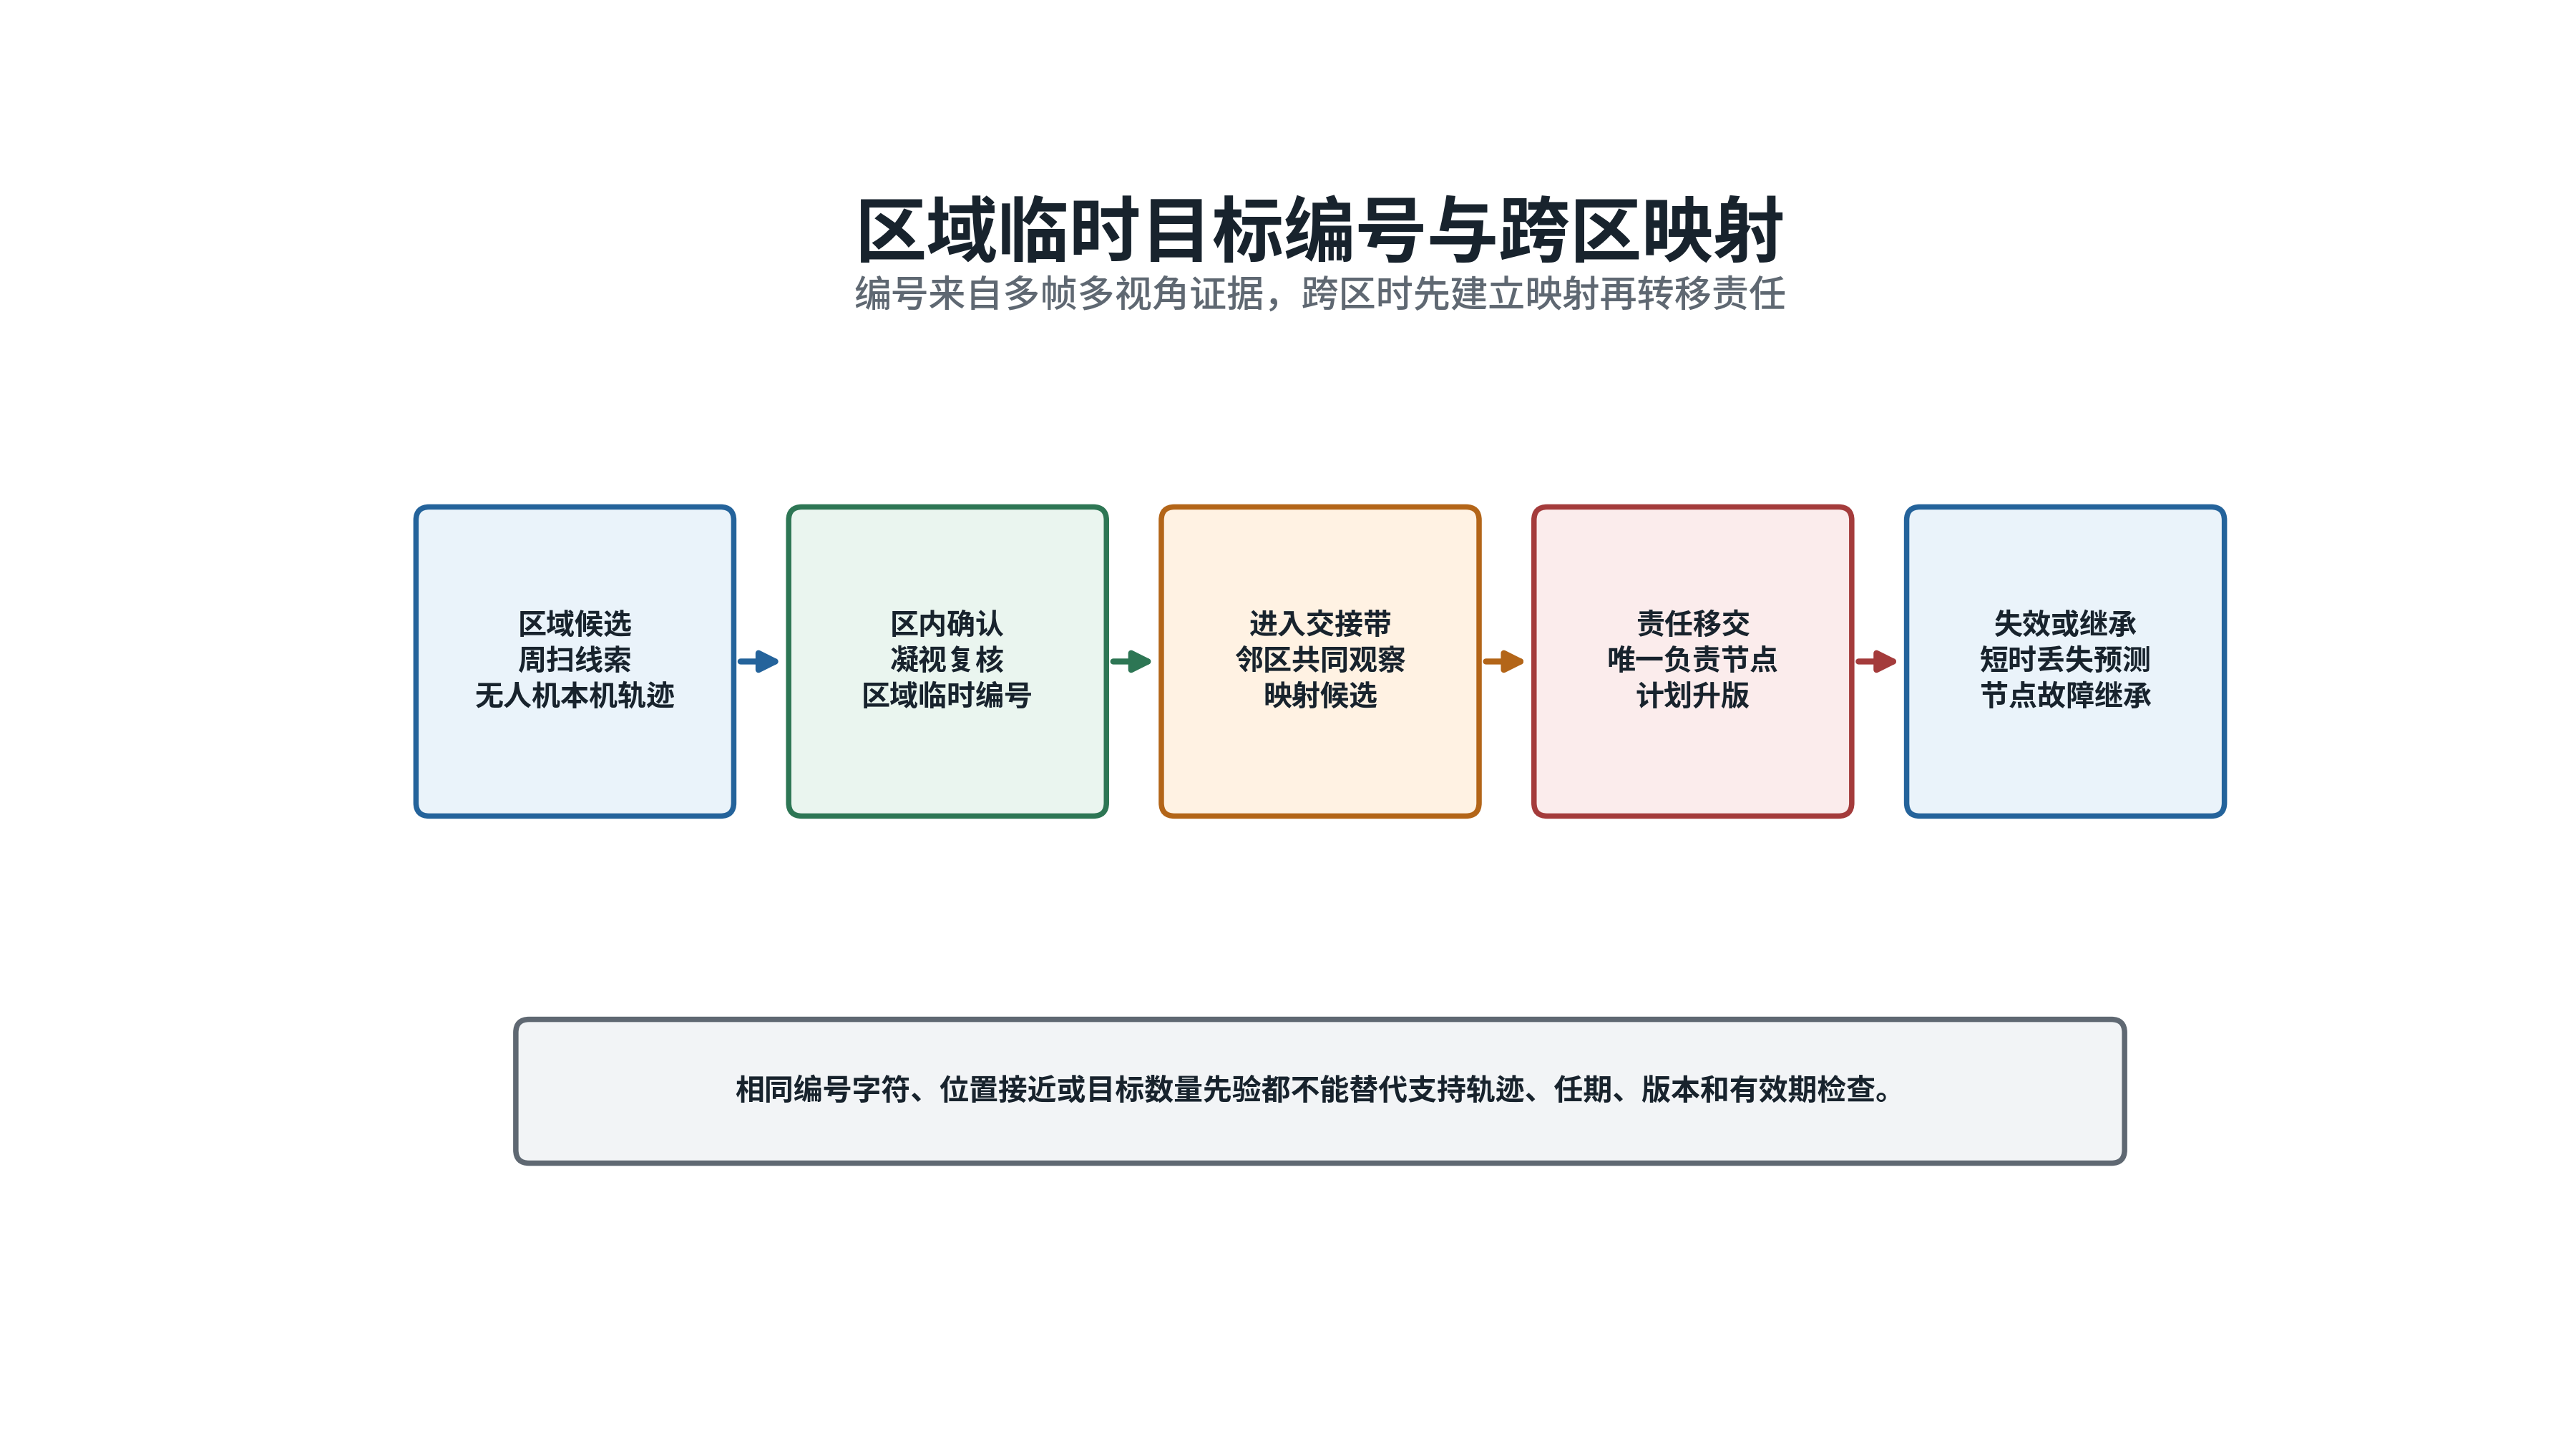 区域临时目标编号与跨区映射
编号来自多帧多视角证据，跨区时先建立映射再转移责任
区域候选
周扫线索
无人机本机轨迹
区内确认
凝视复核
区域临时编号
进入交接带
邻区共同观察
映射候选
责任移交
唯一负责节点
计划升版
失效或继承
短时丢失预测
节点故障继承
相同编号字符、位置接近或目标数量先验都不能替代支持轨迹、任期、版本和有效期检查。